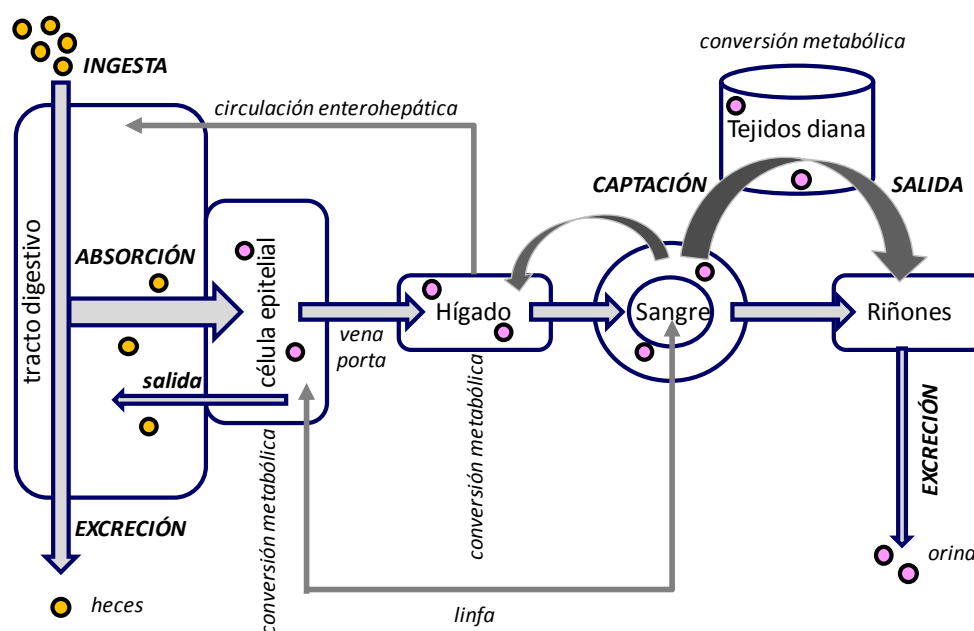 conversión metabólica
INGESTA
circulación enterohepática
Tejidos diana
CAPTACIÓN
SALIDA
tracto digestivo
ABSORCIÓN
célula epitelial
Hígado
Sangre
Riñones
vena
porta
salida
conversión metabólica
conversión metabólica
EXCRECIÓN
EXCRECIÓN
heces
linfa
orina